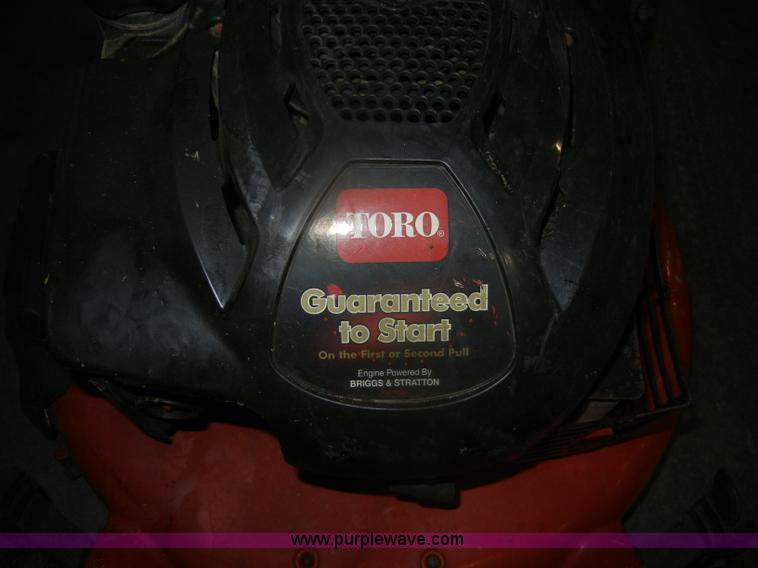 TORO®
Guaranteed
to Start
On the First or Second Pull
Engine Powered By
BRIGGS & STRATTON
www.purplewave.com